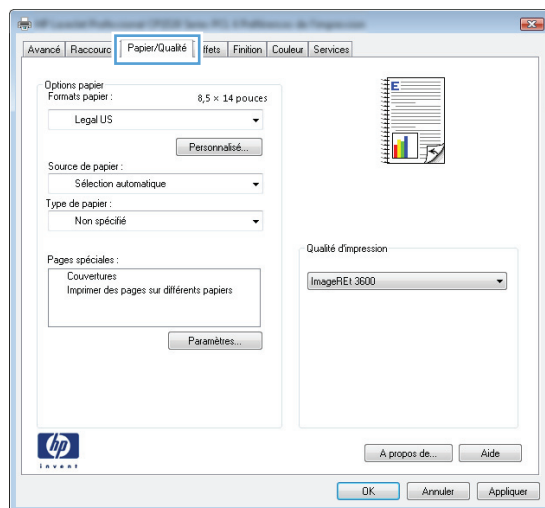 Avancé Raccourc Papier/Qualité ffets Finition Couleur Services
Options papier
Formats papier : 8,5 × 14 pouces
Legal US
Personnalisé...
Source de papier :
Sélection automatique
Type de papier :
Non spécifié
Pages spéciales :
Couvertures
Imprimer des pages sur différents papiers
Paramètres...
E
Qualité d'impression
ImageREt 3600
hp
invent
A propos de... Aide
OK Annuler Appliquer